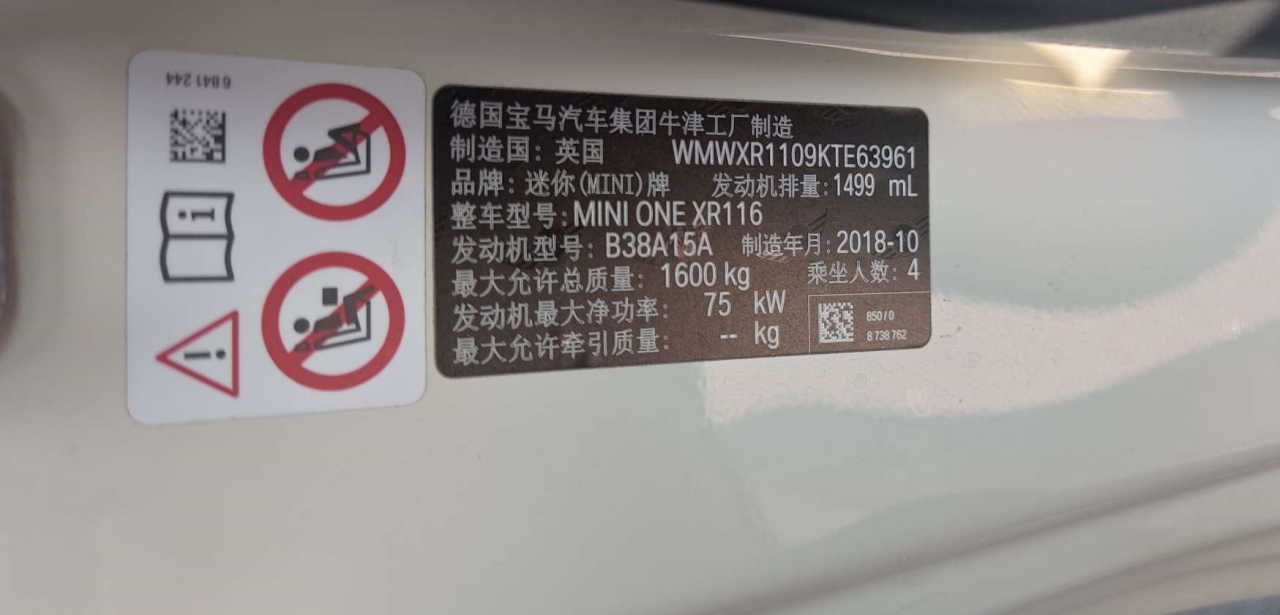 6 841 244
德国宝马汽车集团牛津工厂制造
制造国: 英国 WMWXR1109KTE63961
品牌: 迷你(MINI)牌 发动机排量: 1499 mL
整车型号: MINI ONE XR116
发动机型号: B38A15A 制造年月: 2018-10
最大允许总质量: 1600 kg 乘坐人数: 4
发动机最大净功率: 75 kW
最大允许牵引质量: -- kg
850 / 0
8 738 762